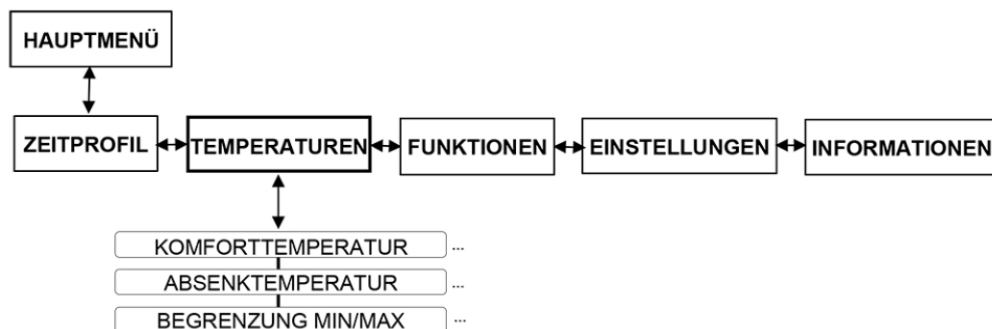 HAUPTMENÜ
ZEITPROFIL TEMPERATUREN FUNKTIONEN EINSTELLUNGEN INFORMATIONEN
KOMFORTTEMPERATUR ...
ABSENKTEMPERATUR ...
BEGRENZUNG MIN/MAX ...